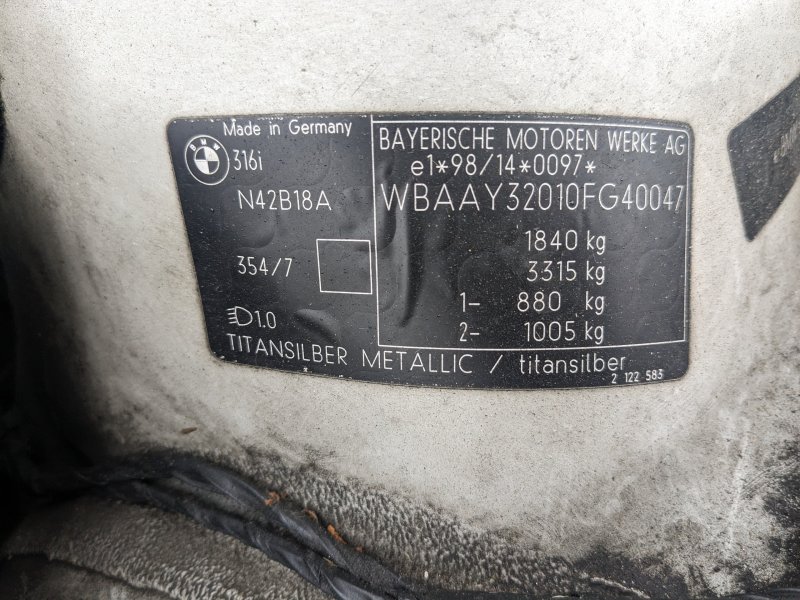 Made in Germany
BMW
316i
N42B18A
354/7
1.0
BAYERISCHE MOTOREN WERKE AG
e1*98/14*0097*
WBAAY32010FG40047
1840 kg
3315 kg
1- 880 kg
2- 1005 kg
TITANSILBER METALLIC / titansilber
2 122 583